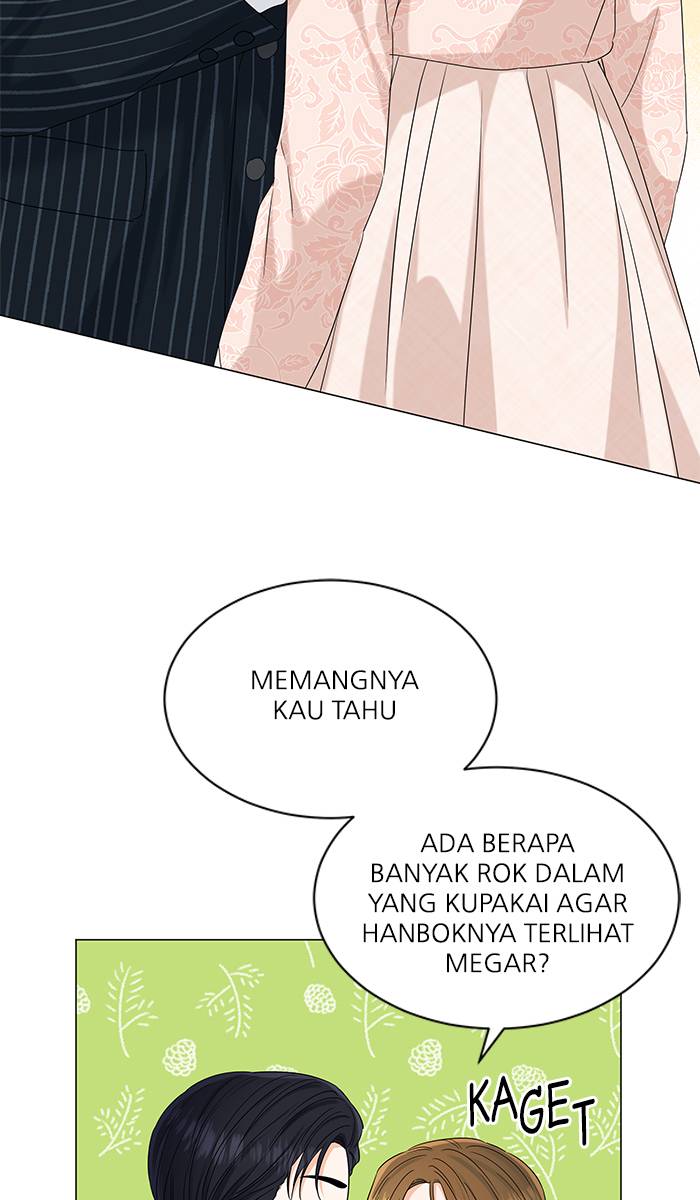 MEMANGNYA
KAU TAHU
ADA BERAPA
BANYAK ROK DALAM
YANG KUPAKAI AGAR
HANBOKNYA TERLIHAT
MEGAR?
KAGET